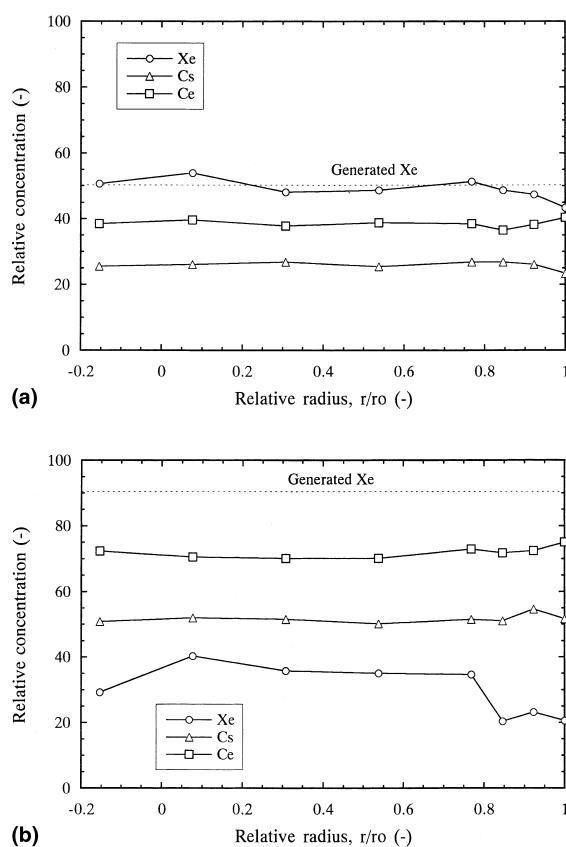 100
80
60
40
20
0
Relative concentration (-)
Xe
Cs
Ce
Generated Xe
-0.2 0 0.2 0.4 0.6 0.8 1
(a)
Relative radius, r/ro (-)
100
80
60
40
20
0
Relative concentration (-)
Generated Xe
Xe
Cs
Ce
-0.2 0 0.2 0.4 0.6 0.8 1
(b)
Relative radius, r/ro (-)